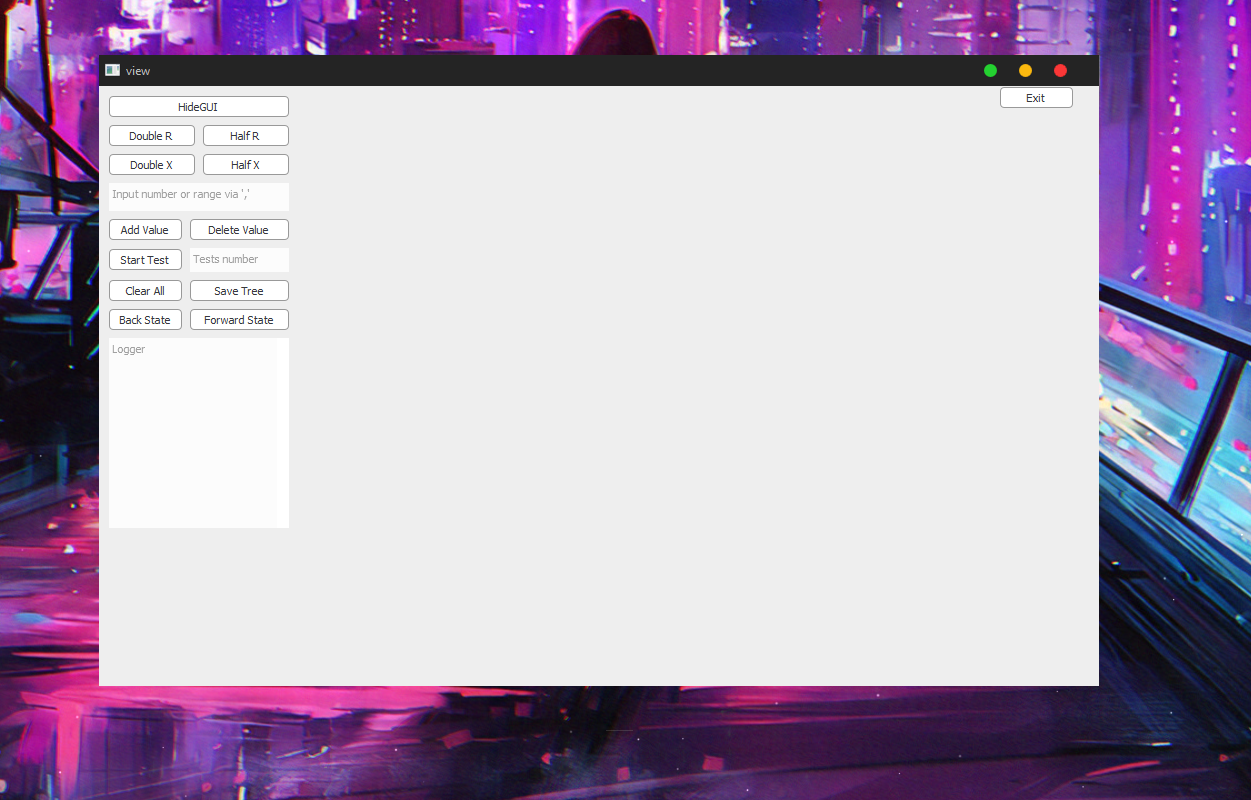 view
HideGUI
Exit
Double R
Half R
Double X
Half X
Input number or range via ','
Add Value
Delete Value
Start Test
Tests number
Clear All
Save Tree
Back State
Forward State
Logger